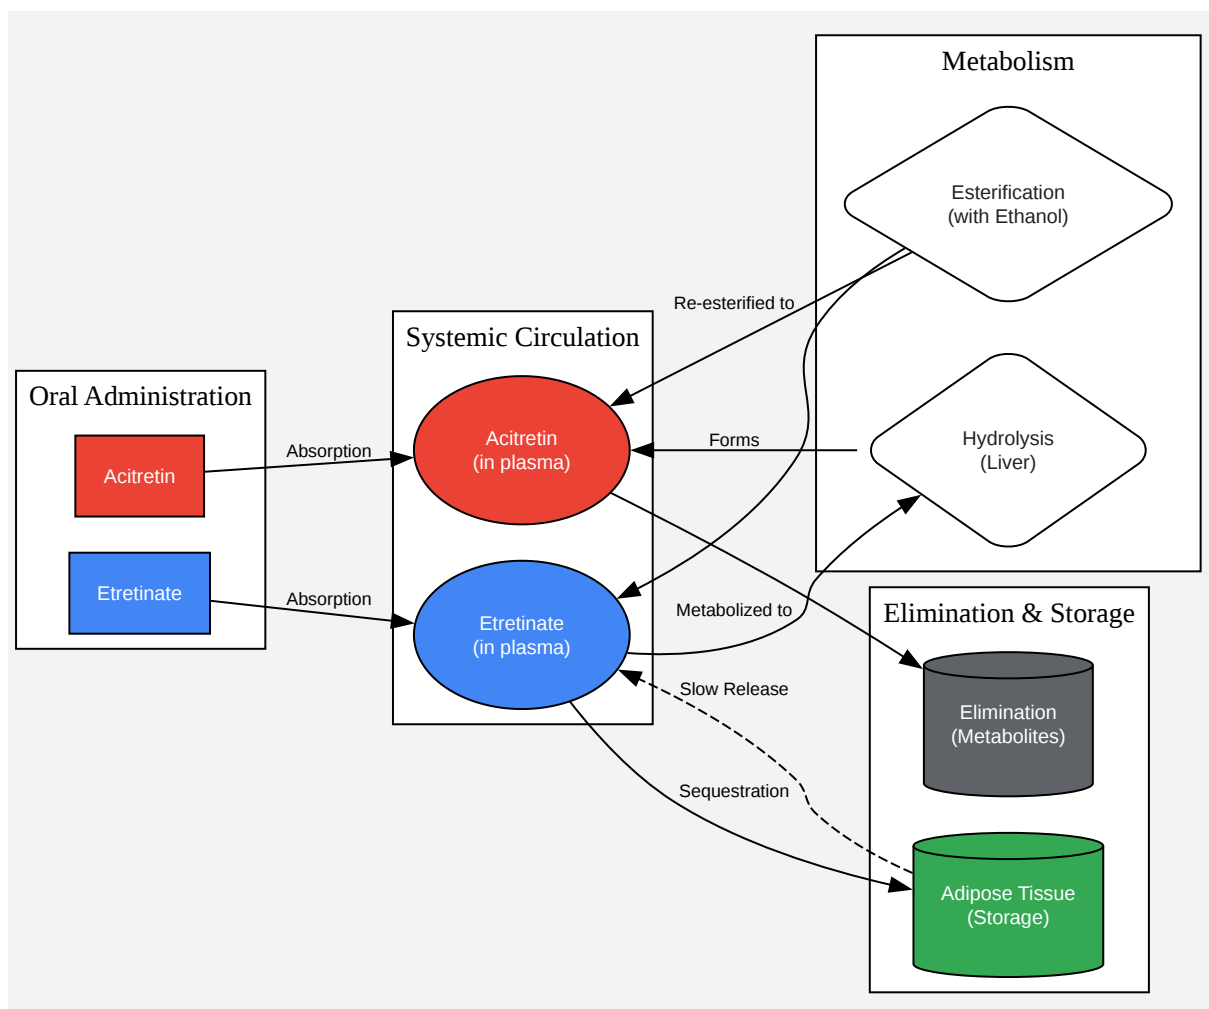 Metabolism
Esterification
(with Ethanol)
Re-esterified to
Systemic Circulation
Oral Administration
Acitretin
(in plasma)
Hydrolysis
(Liver)
Forms
Absorption
Acitretin
Etretinate
Absorption
Etretinate
(in plasma)
Metabolized to
Elimination & Storage
Slow Release
Elimination
(Metabolites)
Sequestration
Adipose Tissue
(Storage)